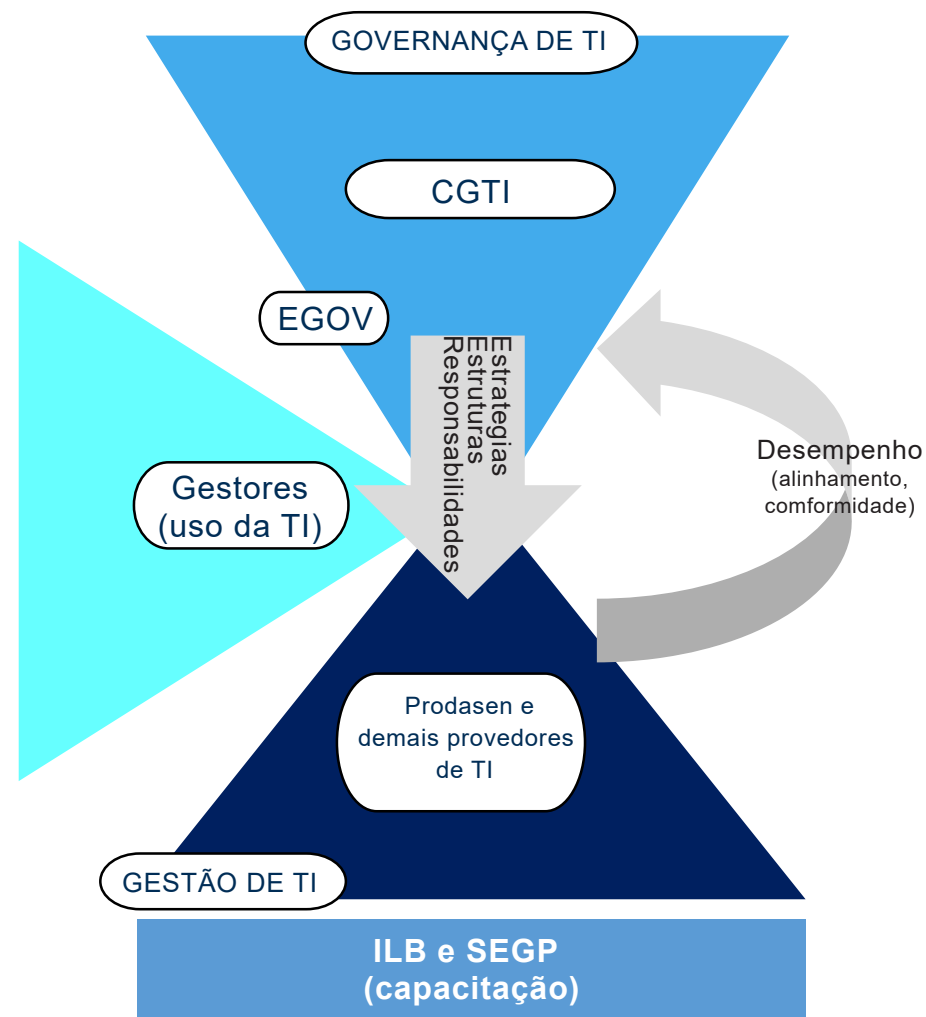 GOVERNANÇA DE TI
CGTI
EGOV
Estrategias
Estruturas
Responsabilidades
Desempenho
(alinhamento,
comformidade)
Gestores
(uso da TI)
Prodasen e
demais provedores
de TI
GESTÃO DE TI
ILB e SEGP
(capacitação)